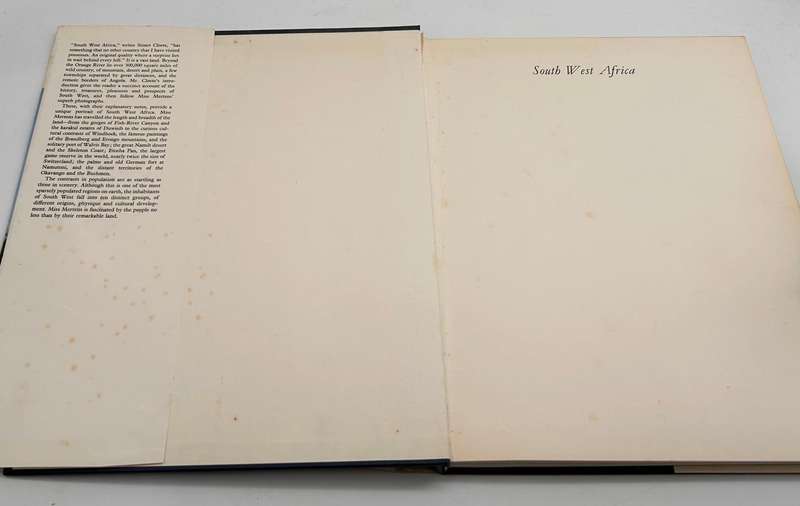 "South West Africa," writes Stuart Cloete, "has
something that no other country that I have visited
possesses. An original quality where a surprise lies
in wait behind every hill." It is a vast land. Beyond
the Orange River lie over 300,000 square miles of
wild country, of mountain, desert and plain, a few
townships separated by great distances, and the
remote borders of Angola. Mr. Cloete's intro-
duction gives the reader a succinct account of the
history, treasures, pleasures and prospects of
South West, and then follow Miss Mertens'
superb photographs.
These, with their explanatory notes, provide a
unique portrait of South West Africa. Miss
Mertens has travelled the length and breadth of the
land—from the gorges of Fish-River Canyon and
the karakul estates of Dinwidi to the curious cul-
tural contrasts of Windhoek, the famous paintings
of the Brandberg and Erongo mountains, and the
solitary port of Walvis Bay; the great Namib desert
and the Skeleton Coast; Etosha Pan, the largest
game reserve in the world, nearly twice the size of
Switzerland; the palms and old German fort at
Namutoni, and the distant territories of the
Okavango and the Bushmen.
The contrasts in population are as startling as
those in scenery. Although this is one of the most
sparsely populated regions on earth, the inhabitants
of South West fall into ten distinct groups, of
different origins, physique and cultural develop-
ment. Miss Mertens is fascinated by the people no
less than by their remarkable land.
South West Africa